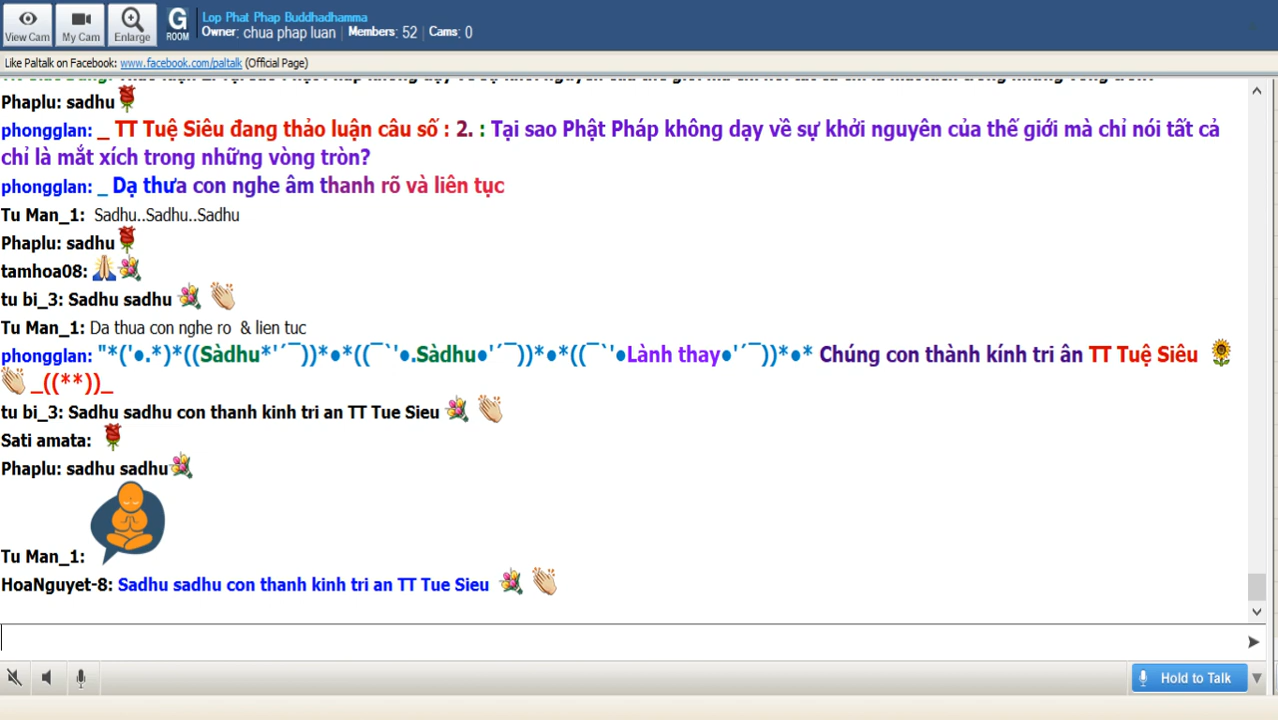 Lop Phat Phap Buddhadhamma
View Cam
My Cam
Enlarge
G
ROOM
Owner: chua phap luan | Members: 52 | Cams: 0
Like Paltalk on Facebook: www.facebook.com/paltalk (Official Page)
Phaplu: sadhu
phongglan: _ TT Tuệ Siêu đang thảo luận câu số : 2. : Tại sao Phật Pháp không dạy về sự khởi nguyên của thế giới mà chỉ nói tất cả
chỉ là mắt xích trong những vòng tròn?
phongglan: _ Dạ thưa con nghe âm thanh rõ và liên tục
Tu Man_1: Sadhu..Sadhu..Sadhu
Phaplu: sadhu
tamhoa08:
tu bi_3: Sadhu sadhu
Tu Man_1: Da thua con nghe ro & lien tuc
phongglan: "*('●.*)*((Sàdhu*'´¯))*●*((¯`'●.Sàdhu●'´¯))*●*((¯`'●Lành thay●'´¯))*●* Chúng con thành kính tri ân TT Tuệ Siêu
_((**))_
tu bi_3: Sadhu sadhu con thanh kinh tri an TT Tue Sieu
Sati amata:
Phaplu: sadhu sadhu
Tu Man_1:
HoaNguyet-8: Sadhu sadhu con thanh kinh tri an TT Tue Sieu
Hold to Talk